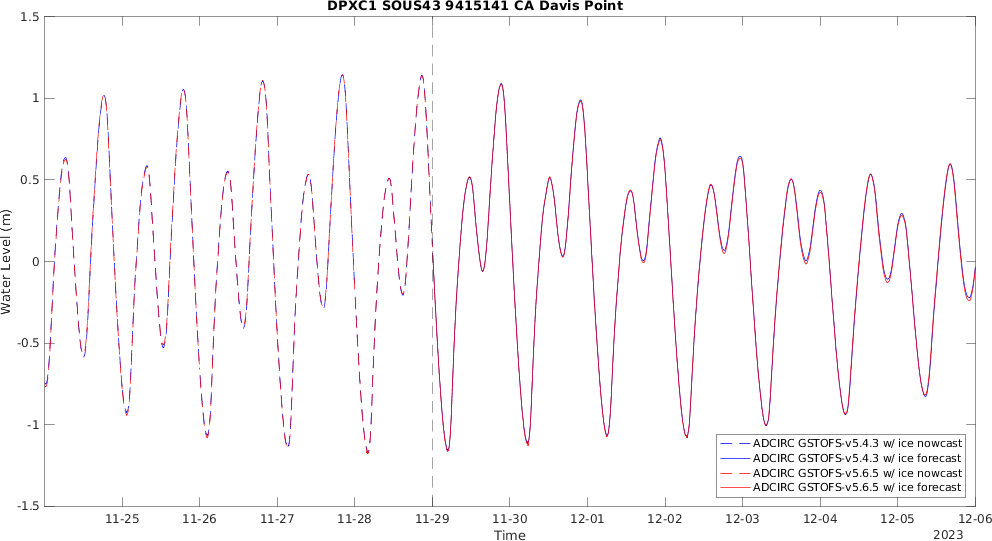 DPXC1 SOUS43 9415141 CA Davis Point
1.5
1
0.5
0
-0.5
-1
-1.5
Water Level (m)
11-25
11-26
11-27
11-28
11-29
11-30
12-01
12-02
12-03
12-04
12-05
12-06
Time
2023
ADCIRC GSTOFS-v5.4.3 w/ ice nowcast
ADCIRC GSTOFS-v5.4.3 w/ ice forecast
ADCIRC GSTOFS-v5.6.5 w/ ice nowcast
ADCIRC GSTOFS-v5.6.5 w/ ice forecast